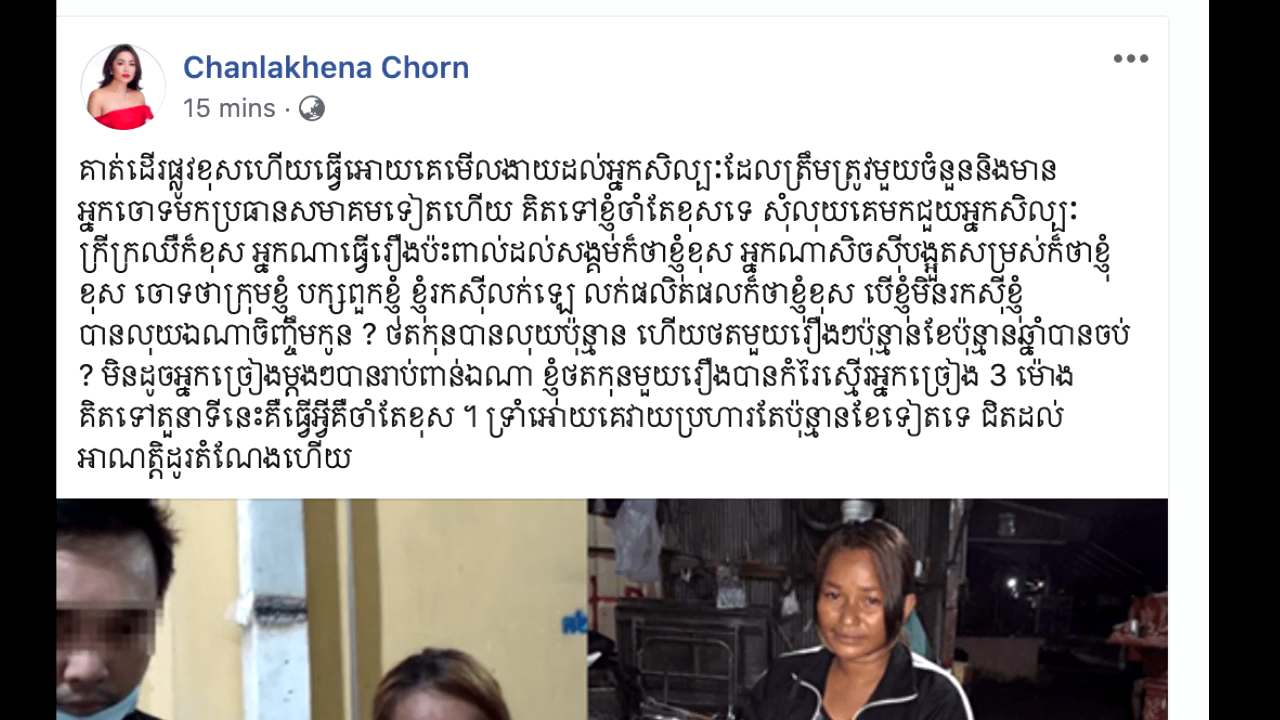 Chanlakhena Chorn
15 mins ·
គាត់ដើរផ្លូវខុសហើយធ្វើអោយគេមើលងាយដល់អ្នកសិល្បៈដែលត្រឹមត្រូវមួយចំនួននិងមាន
អ្នកចោទមកប្រធានសមាគមទៀតហើយ គិតទៅខ្ញុំចាំតែខុសទេ សុំលុយគេមកជួយអ្នកសិល្បៈ
ក្រីក្រឈឺក៏ខុស អ្នកណាធ្វើរឿងប៉ះពាល់ដល់សង្គមក៏ថាខ្ញុំខុស អ្នកណាសិចសីបង្អួតសម្រស់ក៏ថាខ្ញុំ
ខុស ចោទថាក្រុមខ្ញុំ បក្សពួកខ្ញុំ ខ្ញុំរកស៊ីលក់ឡេ លក់ផលិតផលក៏ថាខ្ញុំខុស បើខ្ញុំមិនរកស៊ីខ្ញុំ
បានលុយឯណាចិញ្ចឹមកូន ? ថតកុនបានលុយប៉ុន្មាន ហើយថតមួយរឿងៗប៉ុន្មានខែប៉ុន្មានឆ្នាំបានចប់
? មិនដូចអ្នកច្រៀងម្ដងៗបានរាប់ពាន់ឯណា ខ្ញុំថតកុនមួយរឿងបានកំរៃស្មើរអ្នកច្រៀង 3 ម៉ោង
គិតទៅតួនាទីនេះគឺធ្វើអ្វីគឺចាំតែខុស ។ ទ្រាំអោយគេវាយប្រហារតែប៉ុន្មានខែទៀតទេ ជិតដល់
អាណត្តិដូរតំណែងហើយ